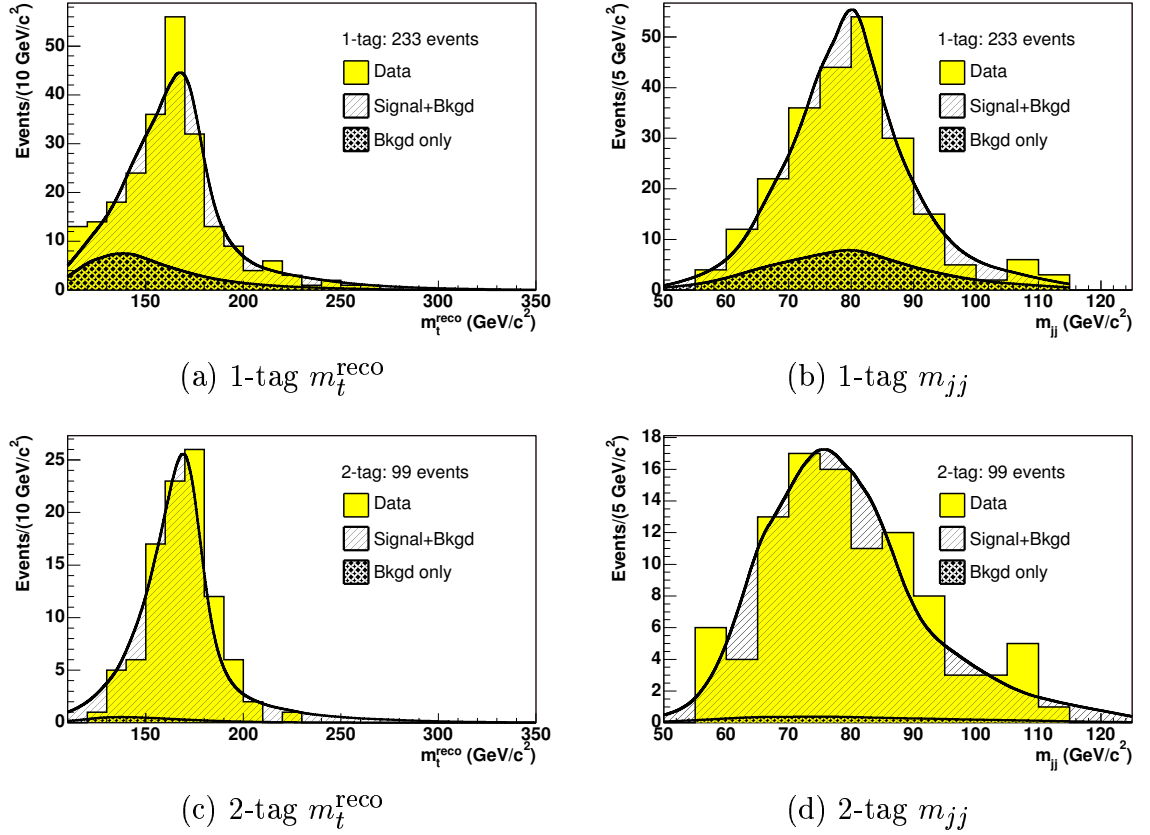 Events/(10 GeV/c²)
50
40
30
20
10
0
1-tag: 233 events
Data
Signal+Bkgd
Bkgd only
150 200 250 300 350
m_t^reco (GeV/c²)
(a) 1-tag m_t^reco
Events/(5 GeV/c²)
60
50
40
30
20
10
0
1-tag: 233 events
Data
Signal+Bkgd
Bkgd only
50 60 70 80 90 100 110 120
m_jj (GeV/c²)
(b) 1-tag m_jj
Events/(10 GeV/c²)
25
20
15
10
5
0
2-tag: 99 events
Data
Signal+Bkgd
Bkgd only
150 200 250 300 350
m_t^reco (GeV/c²)
(c) 2-tag m_t^reco
Events/(5 GeV/c²)
18
16
14
12
10
8
6
4
2
0
2-tag: 99 events
Data
Signal+Bkgd
Bkgd only
50 60 70 80 90 100 110 120
m_jj (GeV/c²)
(d) 2-tag m_jj